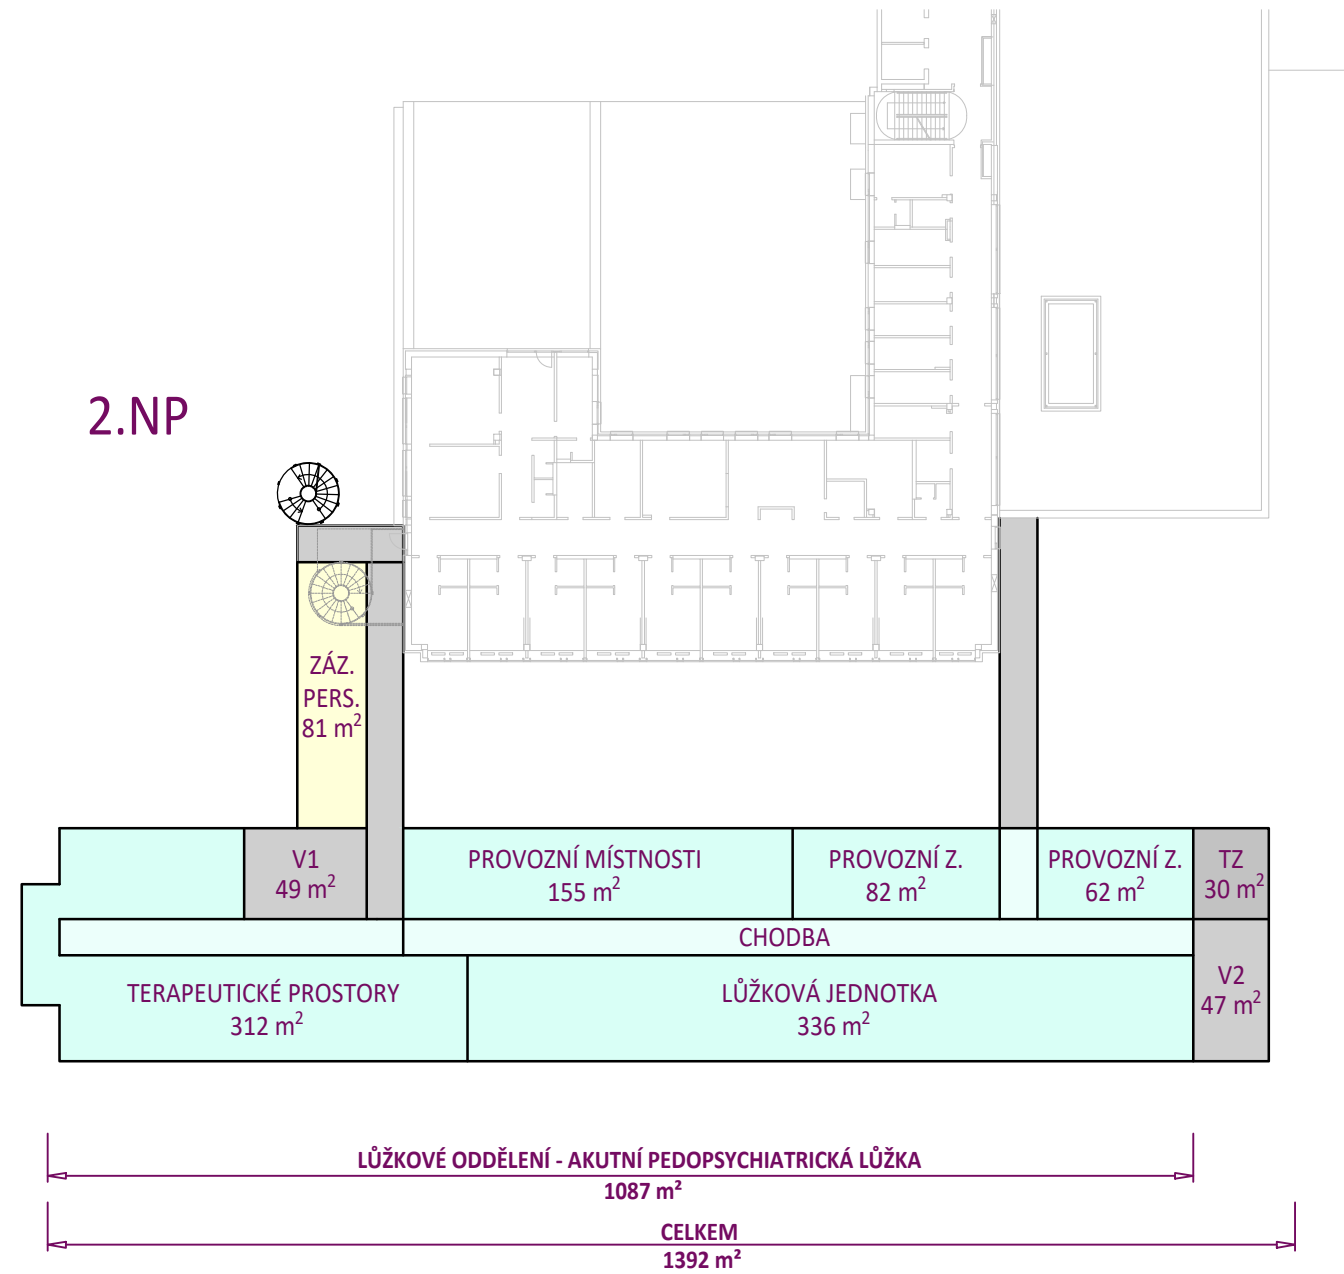 2.NP
ZÁZ.
PERS.
81 m²
V1
49 m²
PROVOZNÍ MÍSTNOSTI
155 m²
PROVOZNÍ Z.
82 m²
PROVOZNÍ Z.
62 m²
TZ
30 m²
CHODBA
TERAPEUTICKÉ PROSTORY
312 m²
LŮŽKOVÁ JEDNOTKA
336 m²
V2
47 m²
LŮŽKOVÉ ODDĚLENÍ - AKUTNÍ PEDOPSYCHIATRICKÁ LŮŽKA
1087 m²
CELKEM
1392 m²